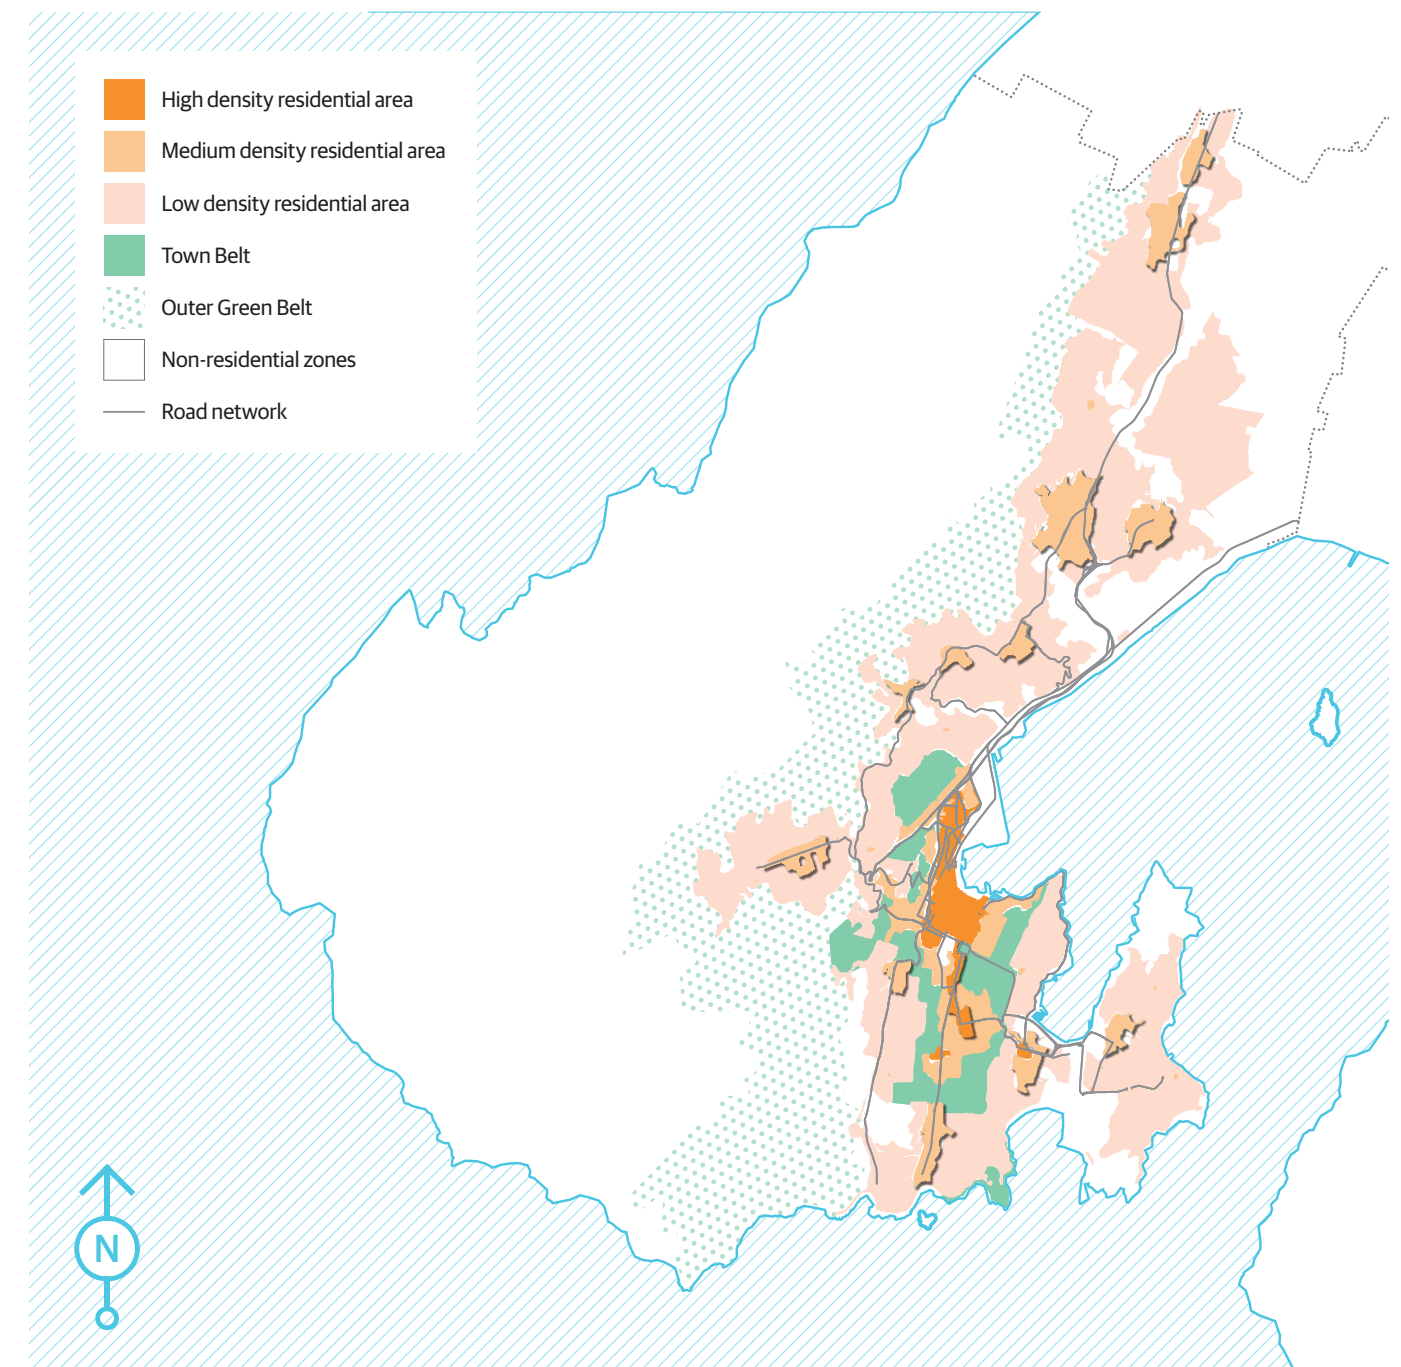 High density residential area
Medium density residential area
Low density residential area
Town Belt
Outer Green Belt
Non-residential zones
Road network
N